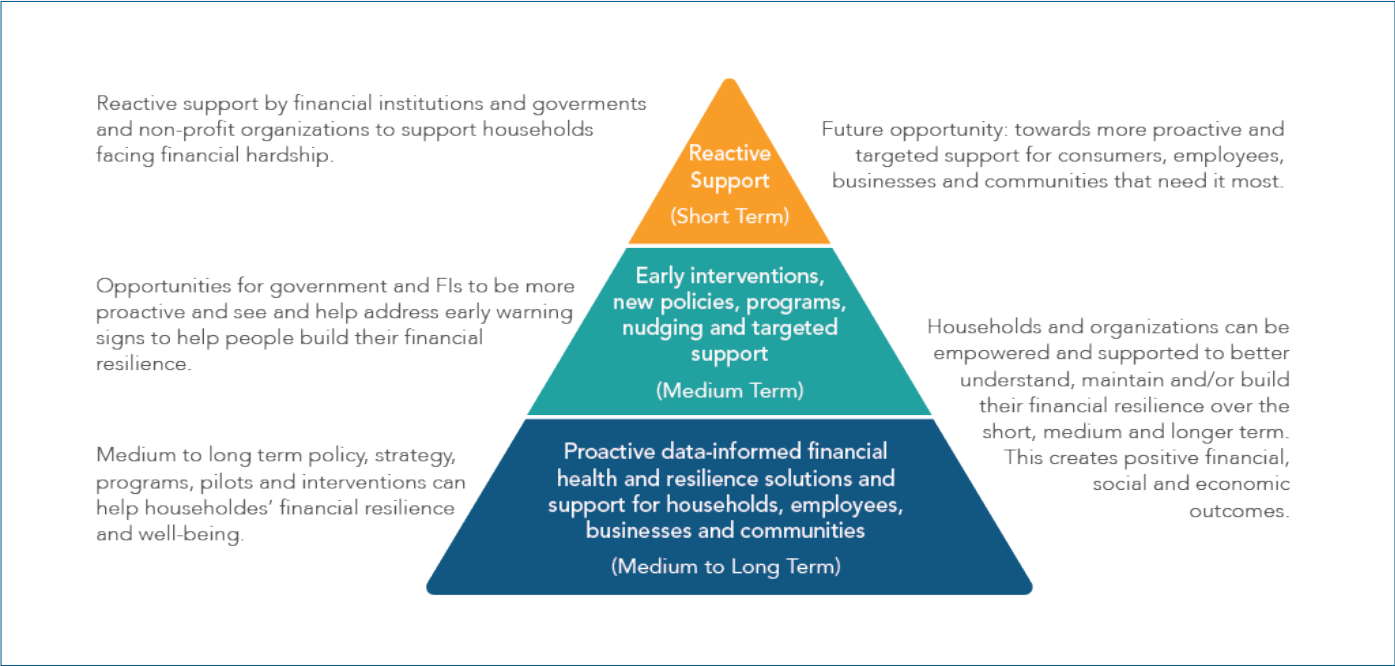 Reactive support by financial institutions and goverments
and non-profit organizations to support households
facing financial hardship.
Reactive
Support
(Short Term)
Future opportunity: towards more proactive and
targeted support for consumers, employees,
businesses and communities that need it most.
Opportunities for government and FIs to be more
proactive and see and help address early warning
signs to help people build their financial
resilience.
Early interventions,
new policies, programs,
nudging and targeted
support
(Medium Term)
Households and organizations can be
empowered and supported to better
understand, maintain and/or build
their financial resilience over the
short, medium and longer term.
This creates positive financial,
social and economic
outcomes.
Medium to long term policy, strategy,
programs, pilots and interventions can
help householdes’ financial resilience
and well-being.
Proactive data-informed financial
health and resilience solutions and
support for households, employees,
businesses and communities
(Medium to Long Term)